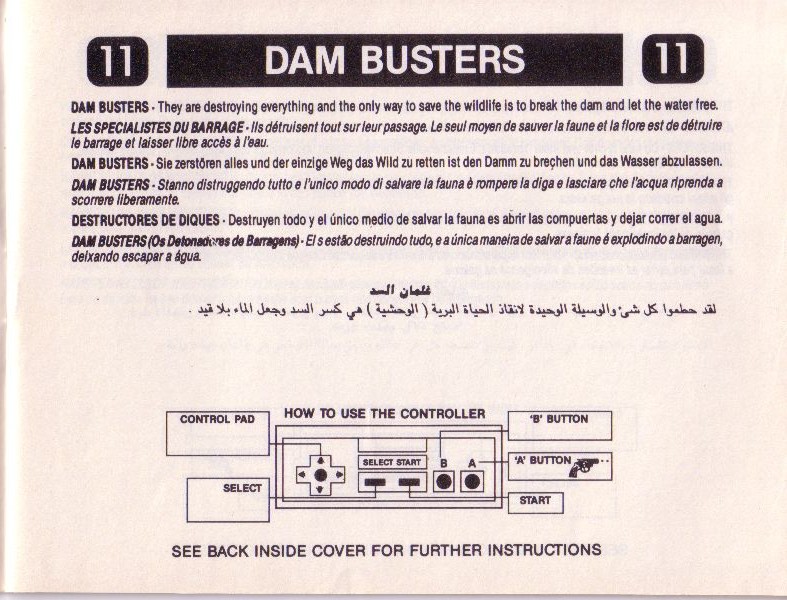 11 DAM BUSTERS 11
DAM BUSTERS - They are destroying everything and the only way to save the wildlife is to break the dam and let the water free.
LES SPECIALISTES DU BARRAGE - Ils détruisent tout sur leur passage. Le seul moyen de sauver la faune et la flore est de détruire
le barrage et laisser libre accès à l'eau.
DAM BUSTERS - Sie zerstören alles und der einzige Weg das Wild zu retten ist den Damm zu brechen und das Wasser abzulassen.
DAM BUSTERS - Stanno distruggendo tutto e l'unico modo di salvare la fauna è rompere la diga e lasciare che l'acqua riprenda a
scorrere liberamente.
DESTRUCTORES DE DIQUES - Destruyen todo y el único medio de salvar la fauna es abrir las compuertas y dejar correr el agua.
DAM BUSTERS (Os Detonadores de Barragens) - El s estão destruindo tudo, e a única maneira de salvar a faune é explodindo a barragen,
deixando escapar a água.
غلمان السد
لقد حطموا كل شئ والوسيلة الوحيدة لانقاذ الحياة البرية ( الوحشية ) هي كسر السد وجعل الماء بلا قيد .
HOW TO USE THE CONTROLLER
CONTROL PAD
'B' BUTTON
SELECT START
B A
'A' BUTTON
SELECT
START
SEE BACK INSIDE COVER FOR FURTHER INSTRUCTIONS